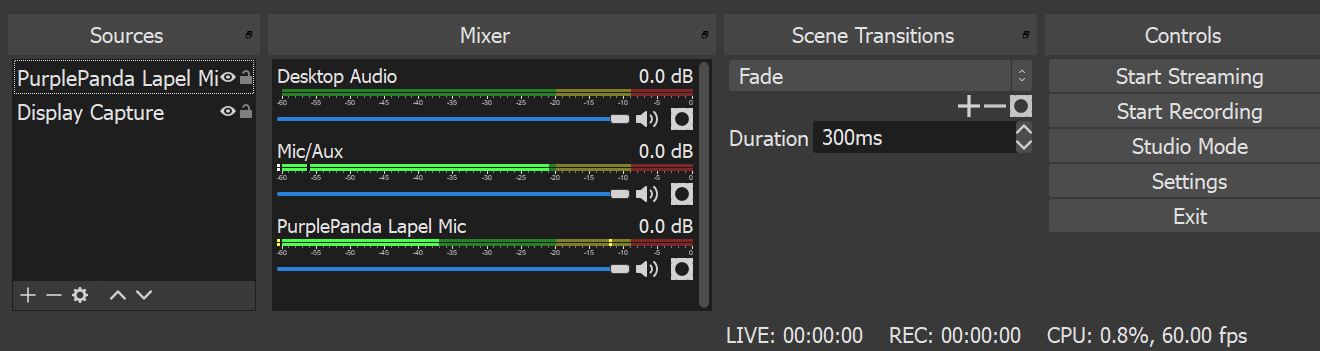 Sources
PurplePanda Lapel Mi
Display Capture
Mixer
Desktop Audio 0.0 dB
-60 -55 -50 -45 -40 -35 -30 -25 -20 -15 -10 -5 0
Mic/Aux 0.0 dB
-60 -55 -50 -45 -40 -35 -30 -25 -20 -15 -10 -5 0
PurplePanda Lapel Mic 0.0 dB
-60 -55 -50 -45 -40 -35 -30 -25 -20 -15 -10 -5 0
Scene Transitions
Fade
Duration 300ms
Controls
Start Streaming
Start Recording
Studio Mode
Settings
Exit
LIVE: 00:00:00 REC: 00:00:00 CPU: 0.8%, 60.00 fps